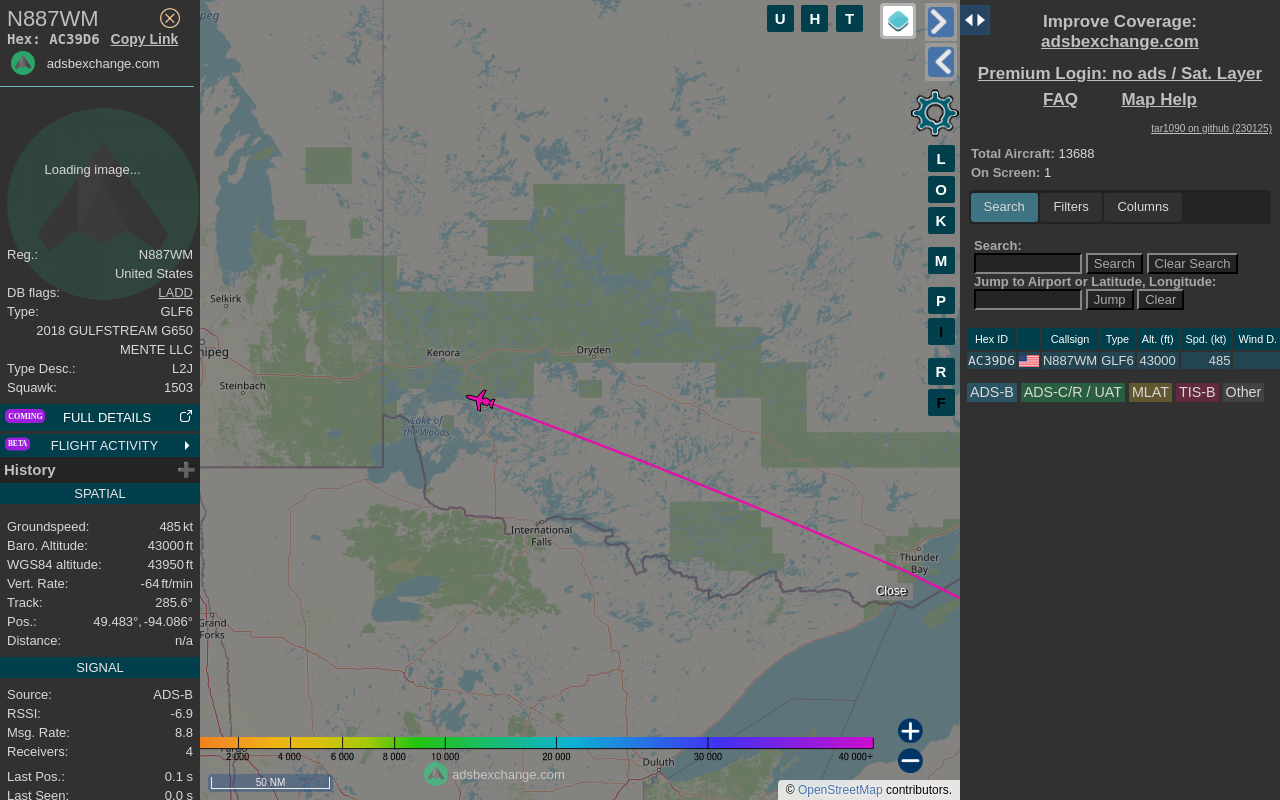 N887WM
Hex: AC39D6 Copy Link
adsbexchange.com
Loading image...
Reg.: N887WM
United States
DB flags: LADD
Type: GLF6
2018 GULFSTREAM G650
MENTE LLC
Type Desc.: L2J
Squawk: 1503
COMING FULL DETAILS
BETA FLIGHT ACTIVITY
History
SPATIAL
Groundspeed: 485 kt
Baro. Altitude: 43000 ft
WGS84 altitude: 43950 ft
Vert. Rate: -64 ft/min
Track: 285.6°
Pos.: 49.483°, -94.086°
Distance: n/a
SIGNAL
Source: ADS-B
RSSI: -6.9
Msg. Rate: 8.8
Receivers: 4
Last Pos.: 0.1 s
Last Seen: 0.0 s
peg
U H T
L
O
K
M
P
I
R
F
Selkirk
nipeg
Steinbach
Kenora
Dryden
Lake of
the Woods
International
Falls
Thunder
Bay
Close
Grand
Forks
Duluth
2 000 4 000 6 000 8 000 10 000 20 000 30 000 40 000+
50 NM
adsbexchange.com
© OpenStreetMap contributors.
Improve Coverage:
adsbexchange.com
Premium Login: no ads / Sat. Layer
FAQ Map Help
tar1090 on github (230125)
Total Aircraft: 13688
On Screen: 1
Search Filters Columns
Search:
Search Clear Search
Jump to Airport or Latitude, Longitude:
Jump Clear
Hex ID Callsign Type Alt. (ft) Spd. (kt) Wind D.
AC39D6 N887WM GLF6 43000 485
ADS-B ADS-C/R / UAT MLAT TIS-B Other